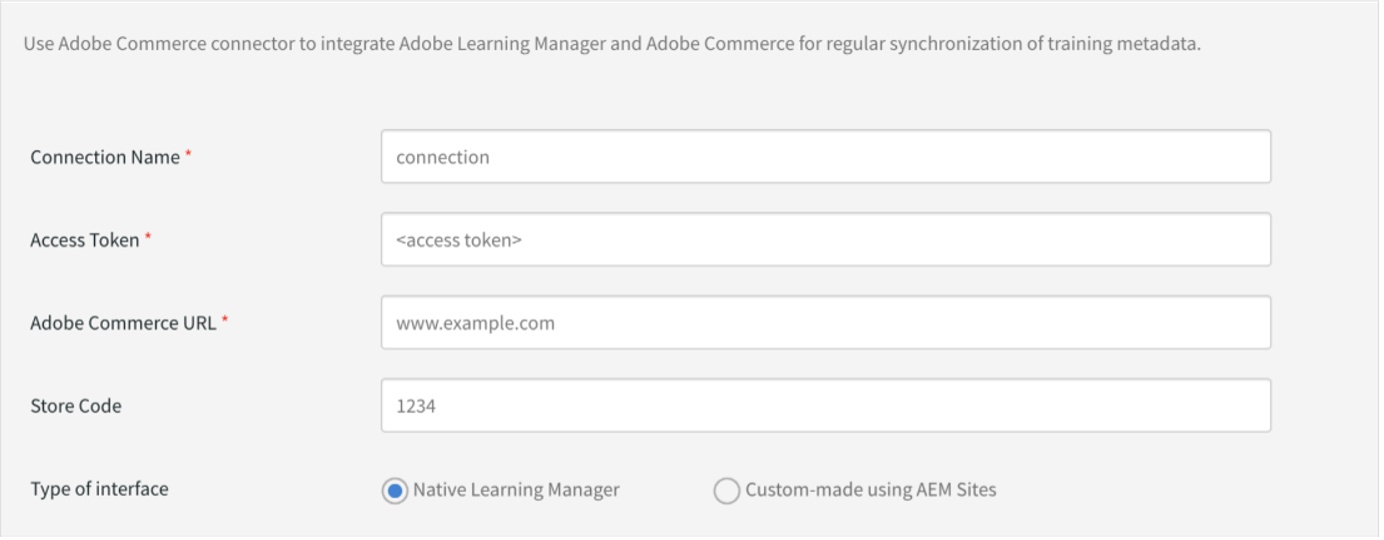 Use Adobe Commerce connector to integrate Adobe Learning Manager and Adobe Commerce for regular synchronization of training metadata.
Connection Name * connection
Access Token * <access token>
Adobe Commerce URL * www.example.com
Store Code 1234
Type of interface Native Learning Manager Custom-made using AEM Sites